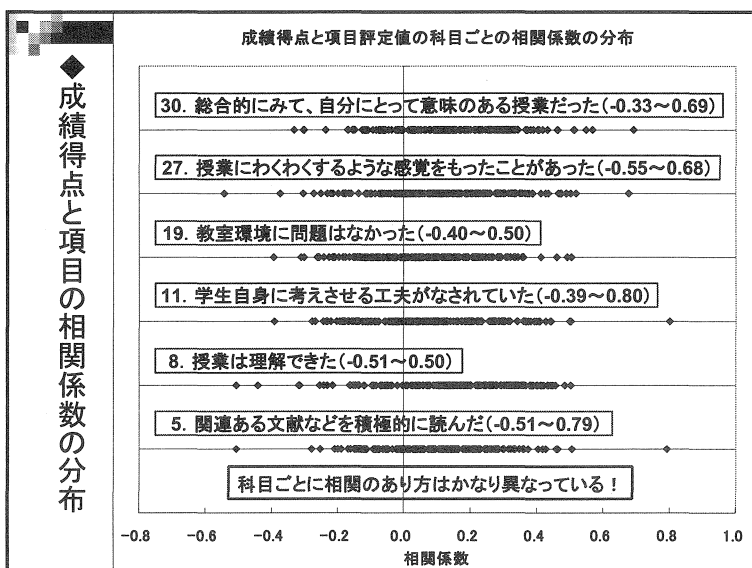 ◆成績得点と項目の相関係数の分布
成績得点と項目評定値の科目ごとの相関係数の分布
30. 総合的にみて、自分にとって意味のある授業だった(-0.33～0.69)
27. 授業にわくわくするような感覚をもったことがあった(-0.55～0.68)
19. 教室環境に問題はなかった(-0.40～0.50)
11. 学生自身に考えさせる工夫がなされていた(-0.39～0.80)
8. 授業は理解できた(-0.51～0.50)
5. 関連ある文献などを積極的に読んだ(-0.51～0.79)
科目ごとに相関のあり方はかなり異なっている！
-0.8 -0.6 -0.4 -0.2 0.0 0.2 0.4 0.6 0.8 1.0
相関係数